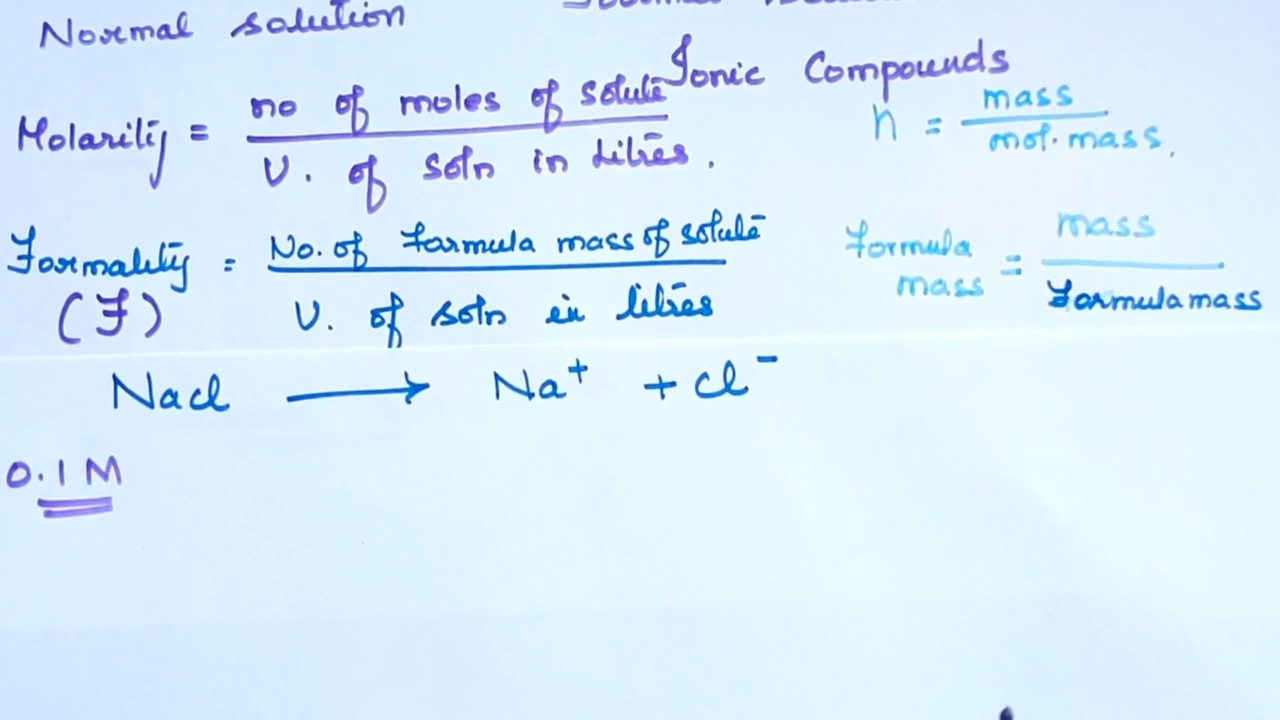 Normal solution
Ionic Compounds
Molarity = no of moles of solute
V. of soln in litres.
n = mass
mol. mass.
Formality = No. of formula mass of solute
(F) V. of soln in litres
formula mass = mass
formula mass
Nacl ⟶ Na⁺ + Cl⁻
0.1 M